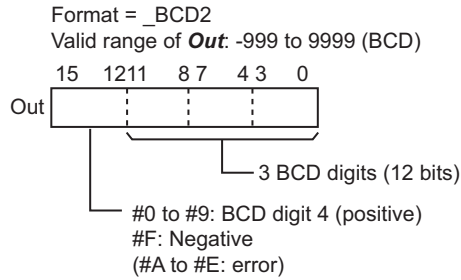 Format = _BCD2
Valid range of Out: -999 to 9999 (BCD)
15 1211 8 7 4 3 0
Out
3 BCD digits (12 bits)
#0 to #9: BCD digit 4 (positive)
#F: Negative
(#A to #E: error)